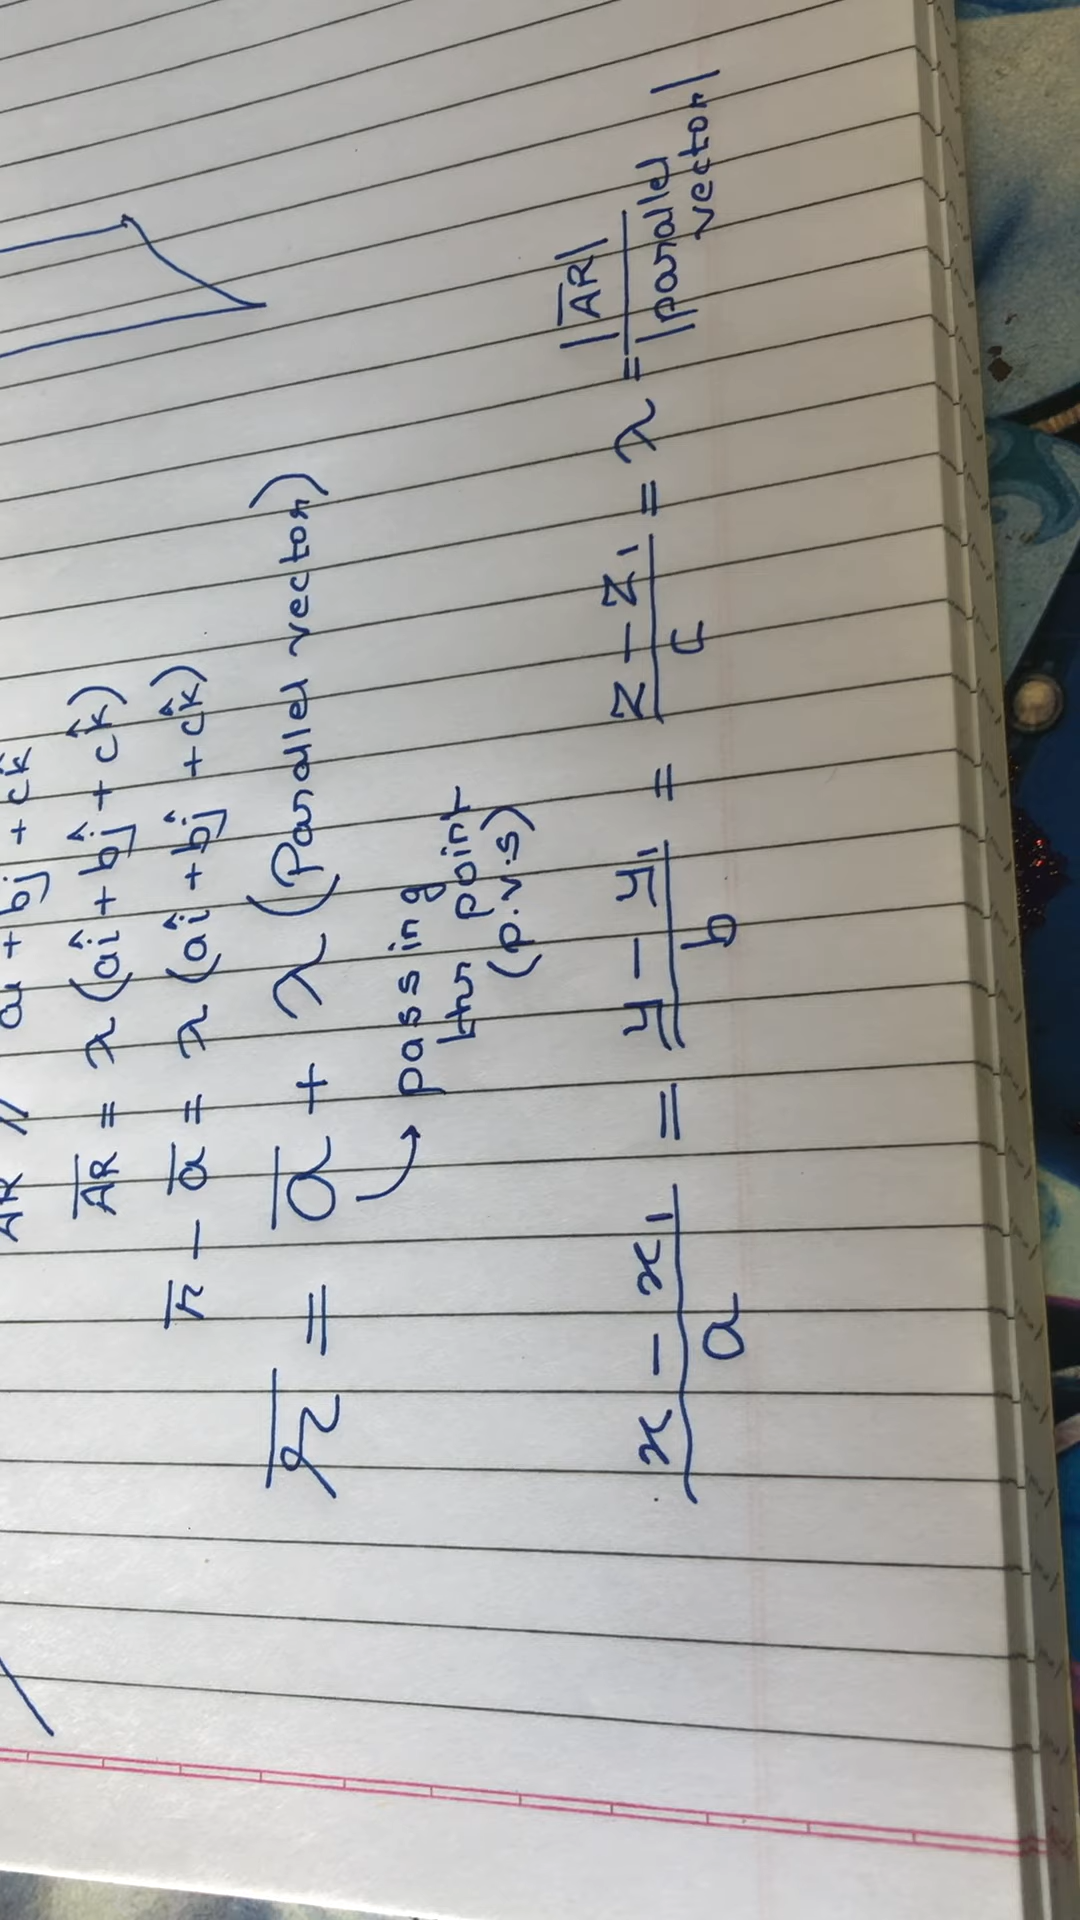 AR // ai + bj + ck̂
AR = λ (aî + bĵ + ck̂)
r̄ - ā = λ (aî + bĵ + ck̂)
r̄ = ā + λ (Parallel vector)
passing
thr point
(p.v.s)
x - x₁ / a = y - y₁ / b = z - z₁ / c = λ = |AR| / |parallel vector|